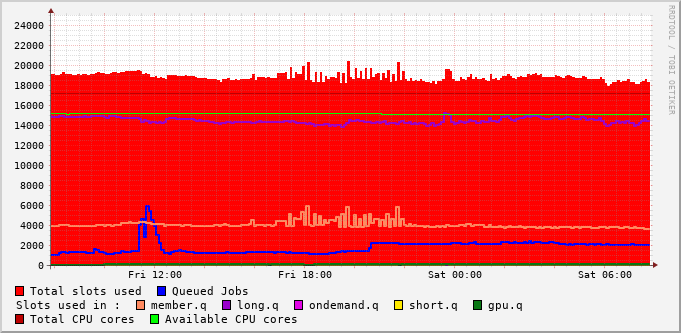 24000
22000
20000
18000
16000
14000
12000
10000
8000
6000
4000
2000
0
Fri 12:00 Fri 18:00 Sat 00:00 Sat 06:00
RRDTOOL / TOBI OETIKER
Total slots used Queued Jobs
Slots used in : member.q long.q ondemand.q short.q gpu.q
Total CPU cores Available CPU cores